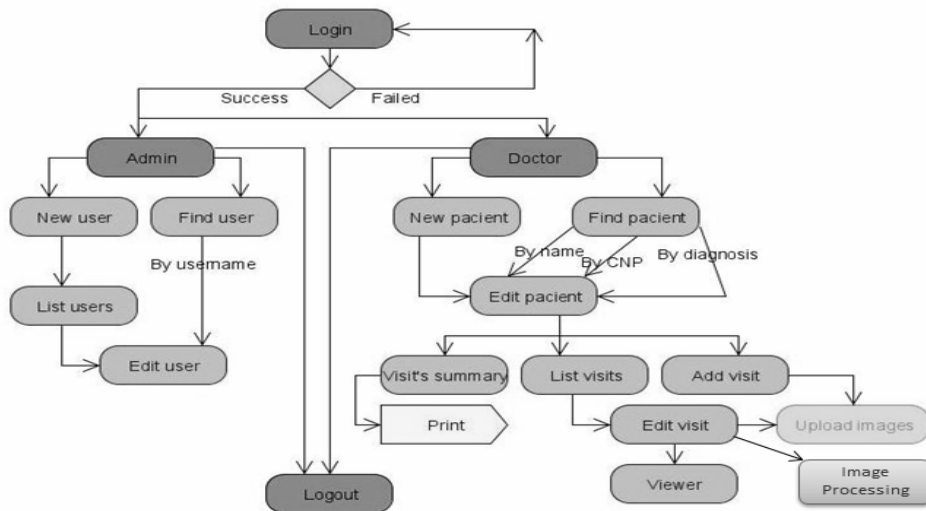 Login
Success
Failed
Admin
Doctor
New user
Find user
New pacient
Find pacient
By username
By name
By CNP
By diagnosis
List users
Edit pacient
Edit user
Visit's summary
List visits
Add visit
Print
Edit visit
Upload images
Logout
Viewer
Image
Processing